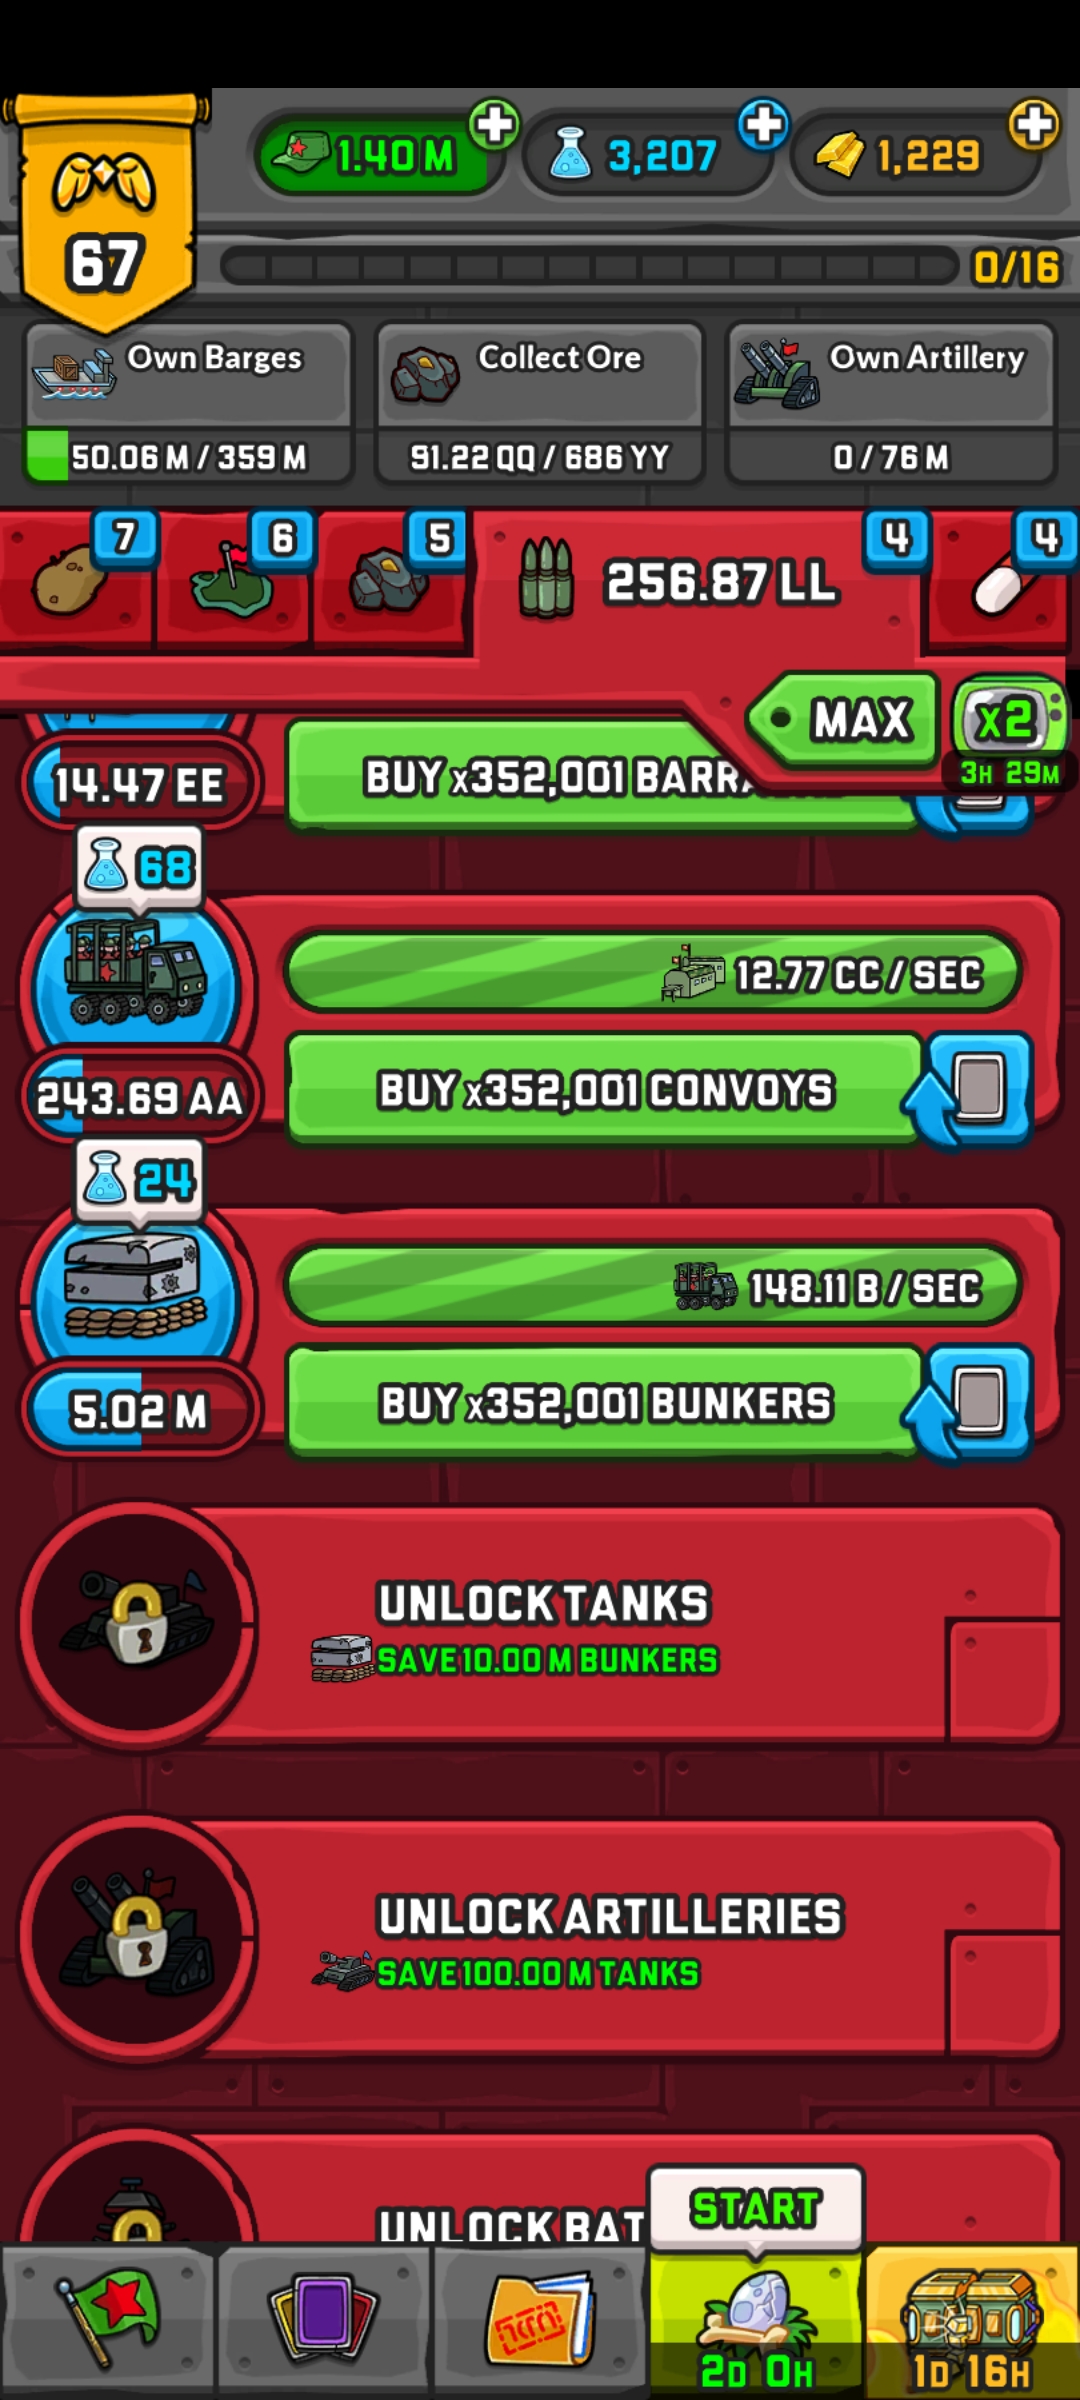 67
1.40 M
3,207
1,229
0/16
Own Barges
50.06 M / 359 M
Collect Ore
91.22 QQ / 686 YY
Own Artillery
0 / 76 M
7
6
5
256.87 LL
4
4
MAX
x2
3H 29M
14.47 EE
BUY x352,001
68
12.77 CC / SEC
243.69 AA
BUY x352,001 CONVOYS
24
148.11 B / SEC
5.02 M
BUY x352,001 BUNKERS
UNLOCK TANKS
SAVE 10.00 M BUNKERS
UNLOCK ARTILLERIES
SAVE 100.00 M TANKS
UNLOCK
START
2D 0H
1D 16H